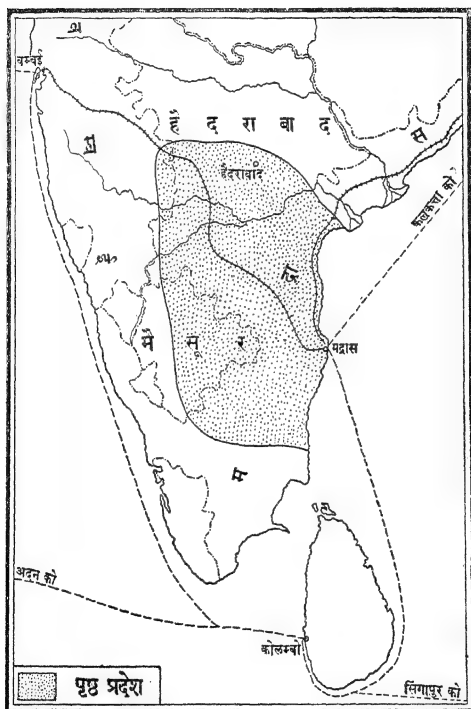 बम्बई
है द रा बा द
हैदराबाद
स
कलकत्ता को
द्रा
मै सू र
मद्रास
म
अदन को
कोलम्बो
सिंगापुर को
पृष्ठ प्रदेश